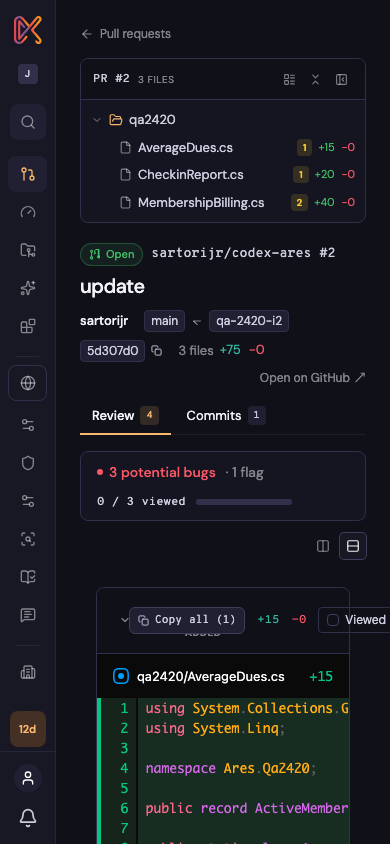 Pull requests
J
PR #2 3 FILES
qa2420
AverageDues.cs 1 +15 -0
CheckinReport.cs 1 +20 -0
MembershipBilling.cs 2 +40 -0
Open sartorijr/codex-ares #2
update
sartorijr main ← qa-2420-i2
5d307d0 3 files +75 -0
Open on GitHub ↗
Review 4 Commits 1
3 potential bugs · 1 flag
0 / 3 viewed
Copy all (1) +15 -0 Viewed
ADDED
qa2420/AverageDues.cs +15
1 using System.Collections.G
2 using System.Linq;
3
4 namespace Ares.Qa2420;
5
6 public record ActiveMember
7
12d